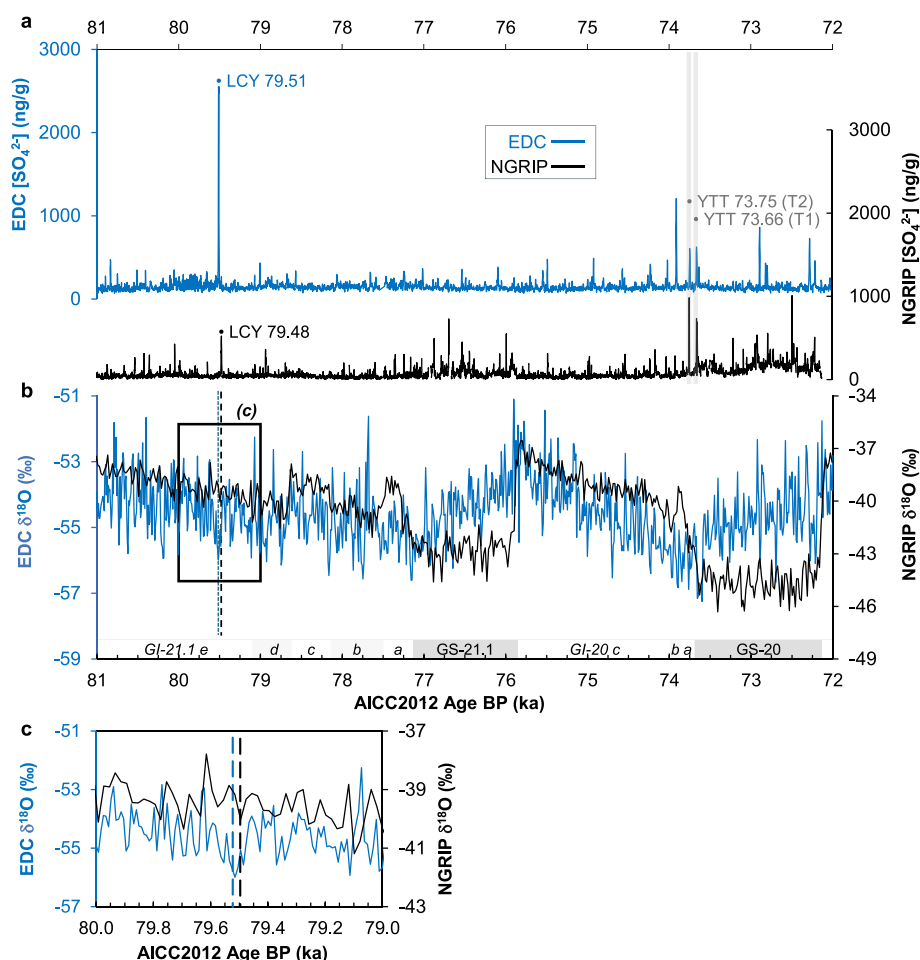 a
81 80 79 78 77 76 75 74 73 72
3000
2000
1000
0
EDC [SO₄²⁻] (ng/g)
LCY 79.51
EDC
NGRIP
3000
2000
1000
0
NGRIP [SO₄²⁻] (ng/g)
YTT 73.75 (T2)
YTT 73.66 (T1)
LCY 79.48
b
-51
-53
-55
-57
-59
EDC δ¹⁸O (‰)
(c)
-34
-37
-40
-43
-46
-49
NGRIP δ¹⁸O (‰)
GI-21.1 e d c b a GS-21.1 GI-20 c b a GS-20
81 80 79 78 77 76 75 74 73 72
AICC2012 Age BP (ka)
c
-51
-53
-55
-57
EDC δ¹⁸O (‰)
-37
-39
-41
-43
NGRIP δ¹⁸O (‰)
80.0 79.8 79.6 79.4 79.2 79.0
AICC2012 Age BP (ka)